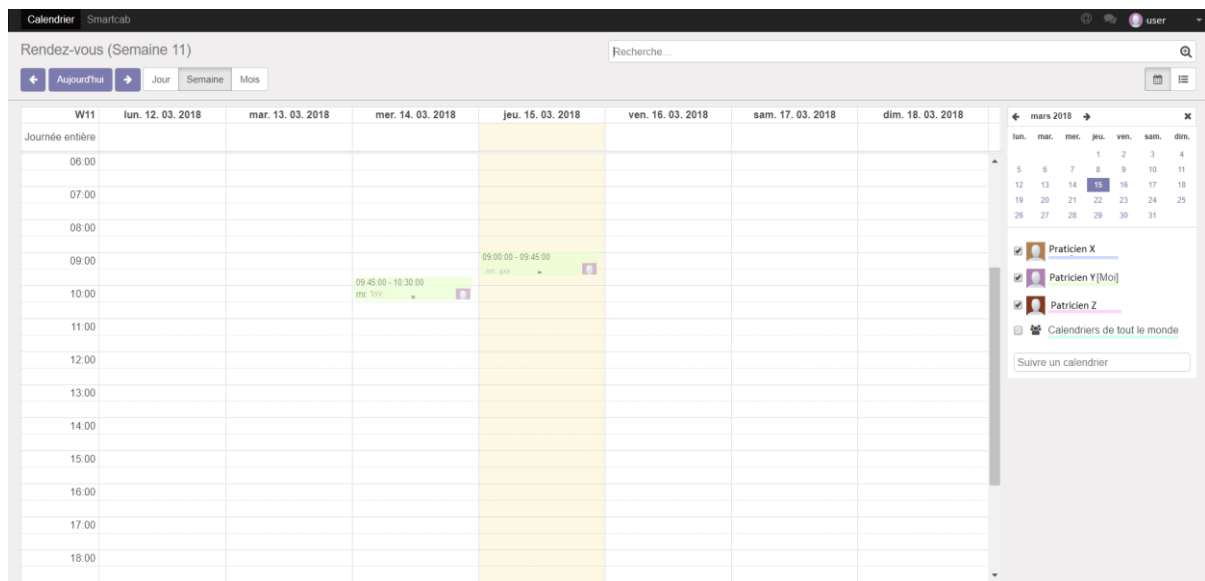 Calendrier Smartcab @ user
Rendez-vous (Semaine 11) Recherche...
Aujourd'hui Jour Semaine Mois
W11 lun. 12. 03. 2018 mar. 13. 03. 2018 mer. 14. 03. 2018 jeu. 15. 03. 2018 ven. 16. 03. 2018 sam. 17. 03. 2018 dim. 18. 03. 2018
Journée entière
06:00
07:00
08:00
09:00
10:00
11:00
12:00
13:00
14:00
15:00
16:00
17:00
18:00
09:45:00 - 10:30:00
mr.
09:00:00 - 09:45:00
mr.
mars 2018
lun. mar. mer. jeu. ven. sam. dim.
1 2 3 4
5 6 7 8 9 10 11
12 13 14 15 16 17 18
19 20 21 22 23 24 25
26 27 28 29 30 31
Praticien X
Patricien Y[Moi]
Patricien Z
Calendriers de tout le monde
Suivre un calendrier